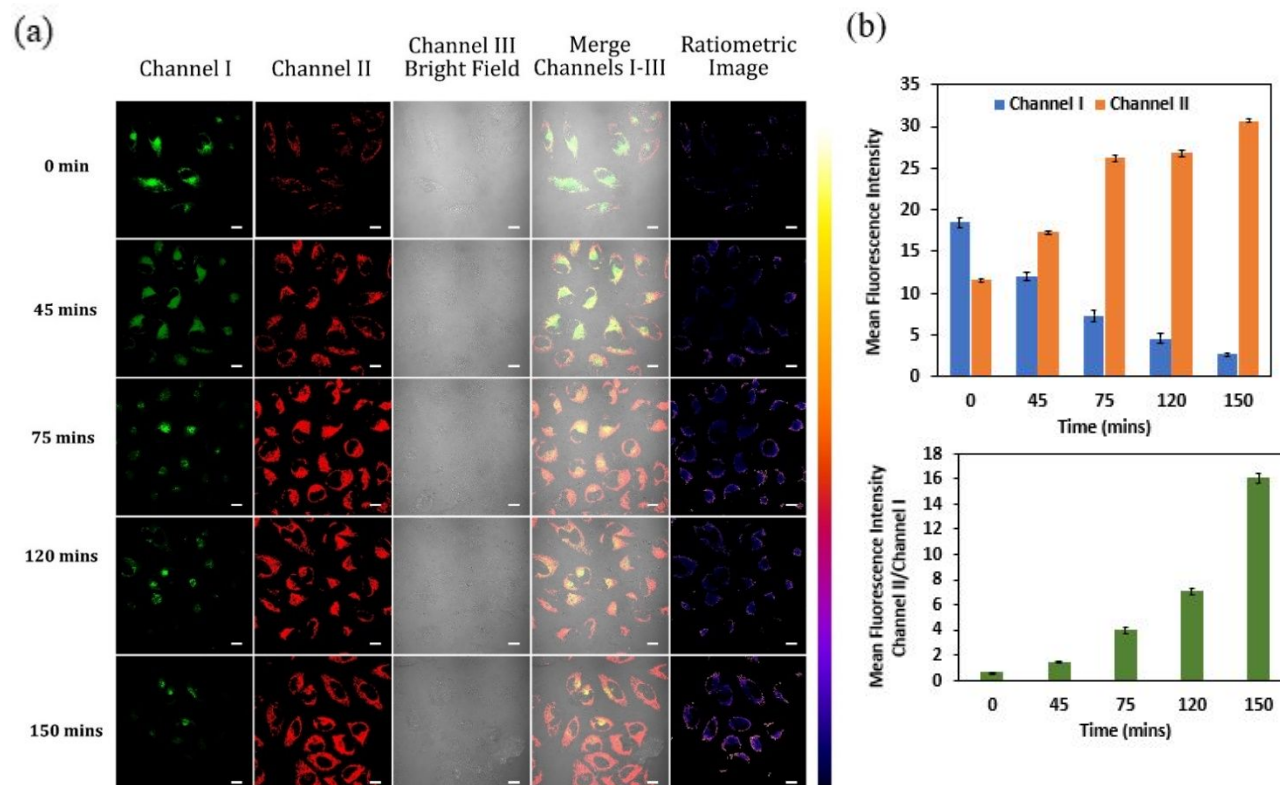 (a)
Channel I
Channel II
Channel III
Bright Field
Merge
Channels I-III
Ratiometric
Image
0 min
45 mins
75 mins
120 mins
150 mins
(b)
Mean Fluorescence Intensity
35
30
25
20
15
10
5
0
Channel I Channel II
0 45 75 120 150
Time (mins)
Mean Fluorescence Intensity
Channel II/Channel I
18
16
14
12
10
8
6
4
2
0
0 45 75 120 150
Time (mins)